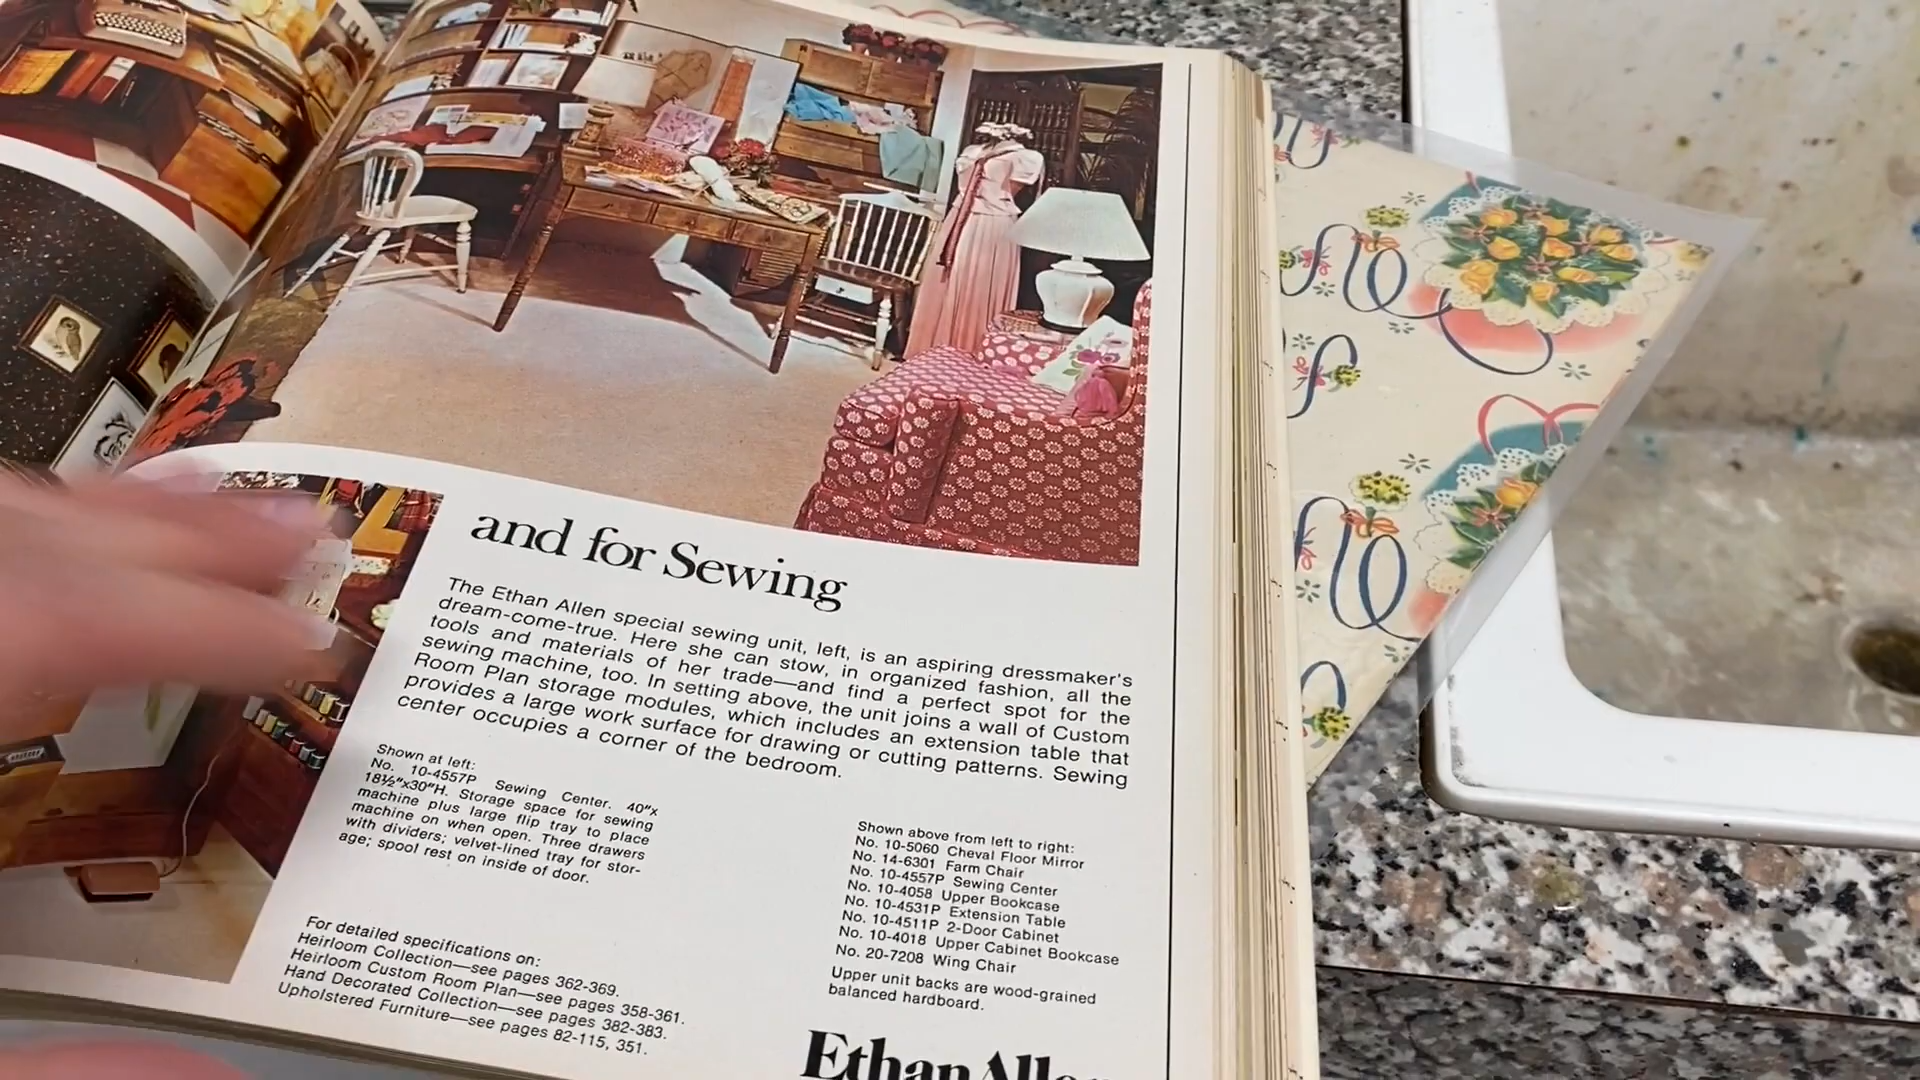 and for Sewing
The Ethan Allen special sewing unit, left, is an aspiring dressmaker's
dream-come-true. Here she can stow, in organized fashion, all the
tools and materials of her trade—and find a perfect spot for the
sewing machine, too. In setting above, the unit joins a wall of Custom
Room Plan storage modules, which includes an extension table that
provides a large work surface for drawing or cutting patterns. Sewing
center occupies a corner of the bedroom.
Shown at left:
No. 10-4557P Sewing Center. 40"x
18½"x30"H. Storage space for sewing
machine plus large flip tray to place
machine on when open. Three drawers
with dividers; velvet-lined tray for stor-
age; spool rest on inside of door.
For detailed specifications on:
Heirloom Collection—see pages 362-369.
Heirloom Custom Room Plan—see pages 358-361.
Hand Decorated Collection—see pages 382-383.
Upholstered Furniture—see pages 82-115, 351.
Shown above from left to right:
No. 10-5060 Cheval Floor Mirror
No. 14-6301 Farm Chair
No. 10-4557P Sewing Center
No. 10-4058 Upper Bookcase
No. 10-4531P Extension Table
No. 10-4511P 2-Door Cabinet
No. 10-4018 Upper Cabinet Bookcase
No. 20-7208 Wing Chair
Upper unit backs are wood-grained
balanced hardboard.
Ethan Allen